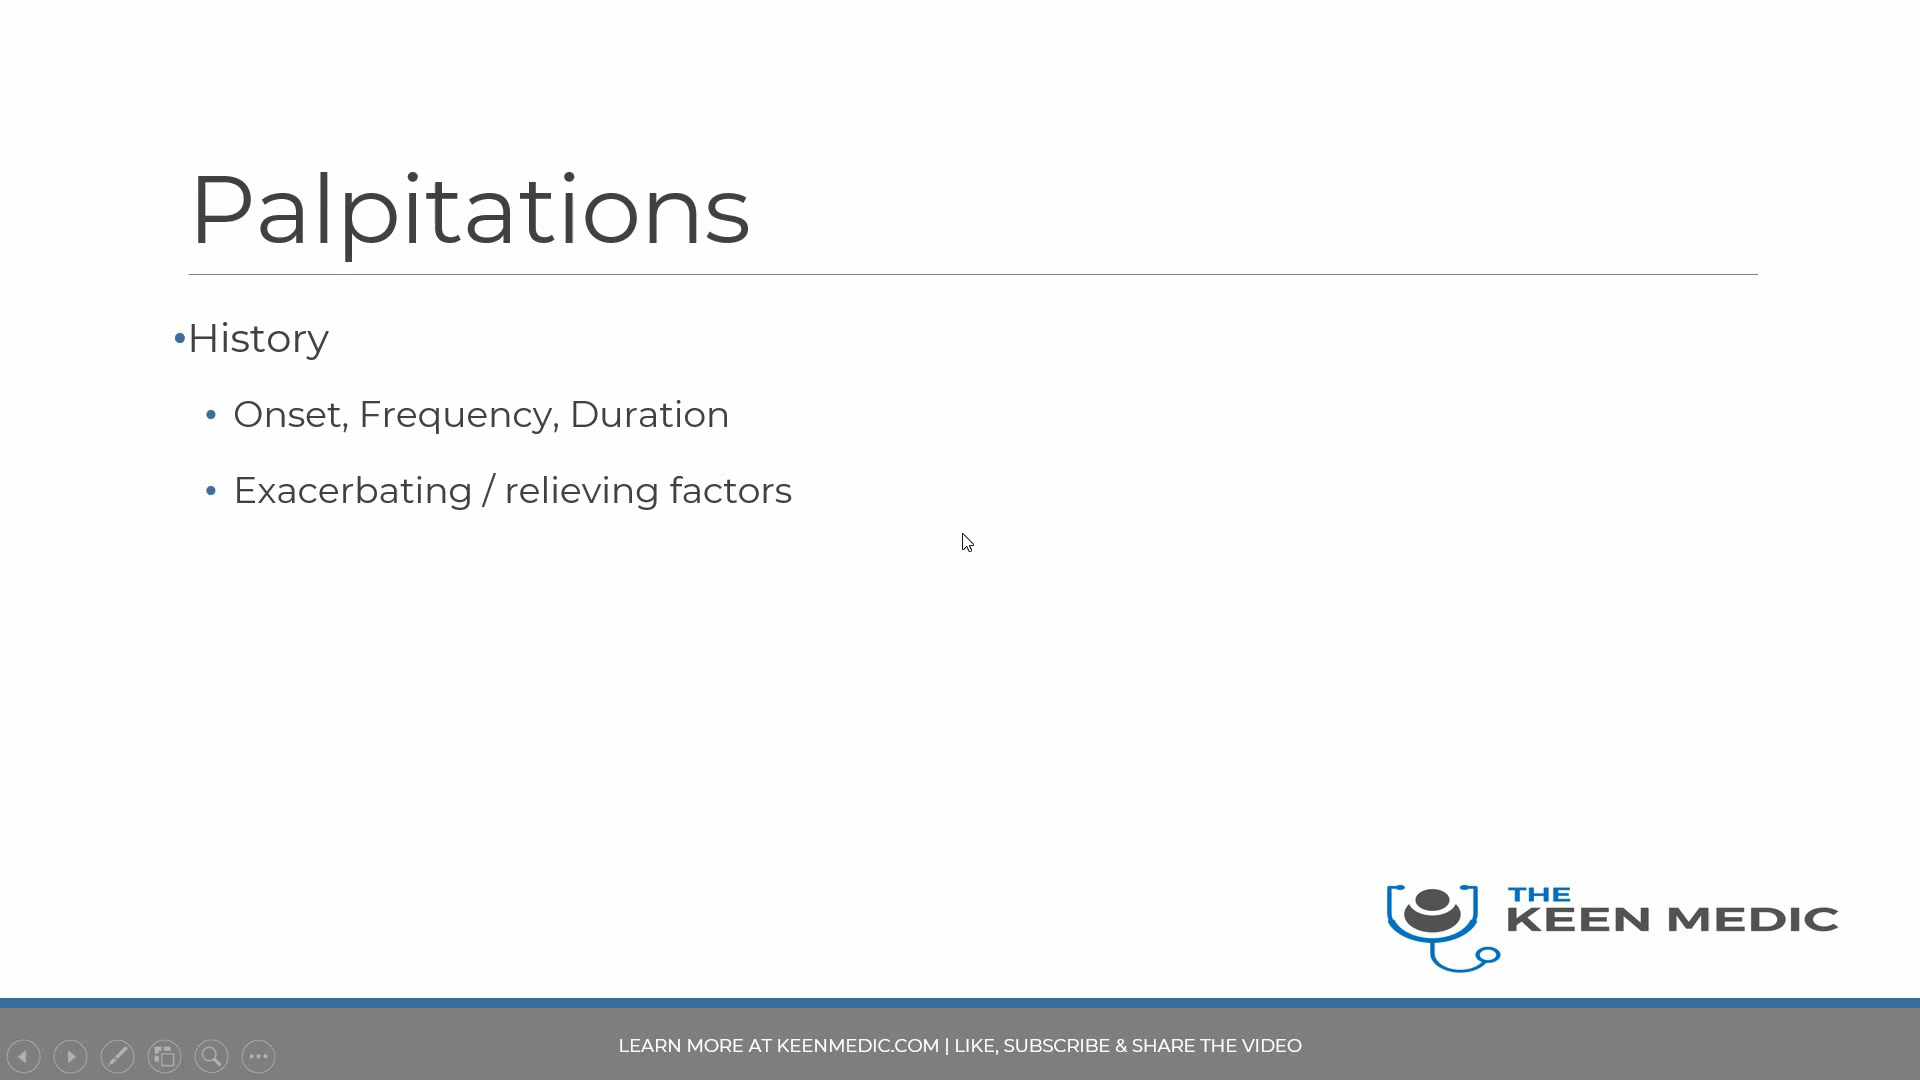 Palpitations
•History
• Onset, Frequency, Duration
• Exacerbating / relieving factors
THE
KEEN MEDIC
LEARN MORE AT KEENMEDIC.COM | LIKE, SUBSCRIBE & SHARE THE VIDEO